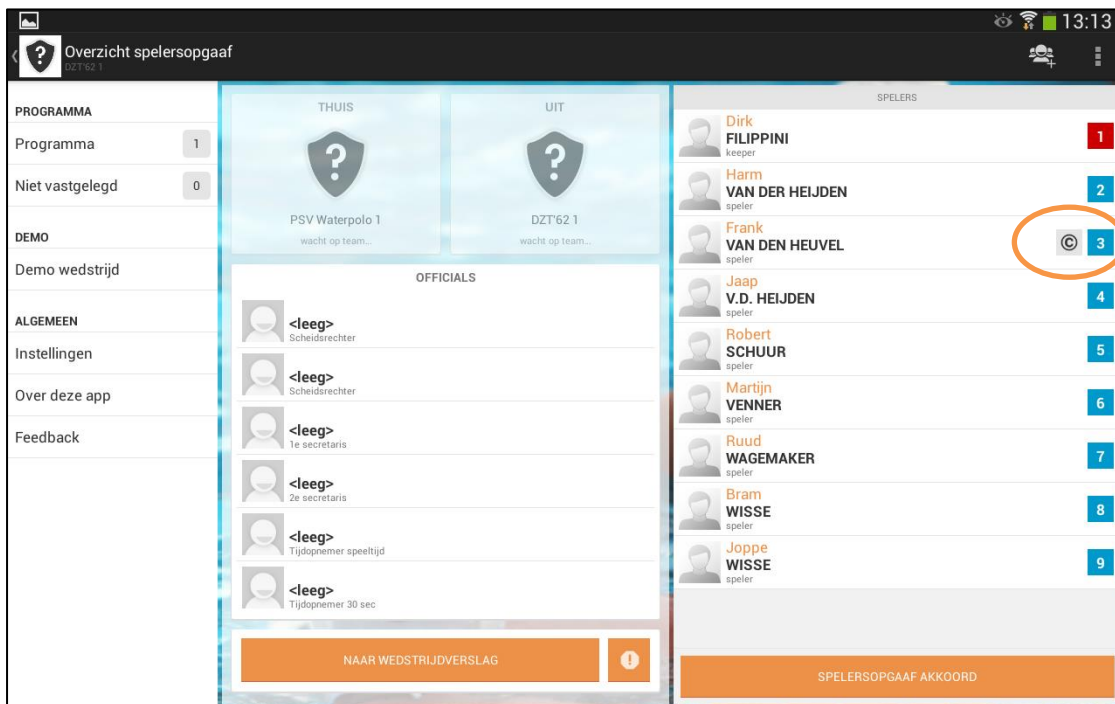 13:13
Overzicht spelersopgaaf
DZT'62 1
PROGRAMMA
Programma 1
Niet vastgelegd 0
DEMO
Demo wedstrijd
ALGEMEEN
Instellingen
Over deze app
Feedback
THUIS
?
PSV Waterpolo 1
wacht op team...
UIT
?
DZT'62 1
wacht op team...
OFFICIALS
<leeg>
Scheidsrechter
<leeg>
Scheidsrechter
<leeg>
1e secretaris
<leeg>
2e secretaris
<leeg>
Tijdopnemer speeltijd
<leeg>
Tijdopnemer 30 sec
NAAR WEDSTRIJDVERSLAG !
SPELERS
Dirk
FILIPPINI 1
keeper
Harm
VAN DER HEIJDEN 2
speler
Frank
VAN DEN HEUVEL © 3
speler
Jaap
V.D. HEIJDEN 4
speler
Robert
SCHUUR 5
speler
Martijn
VENNER 6
speler
Ruud
WAGEMAKER 7
speler
Bram
WISSE 8
speler
Joppe
WISSE 9
speler
SPELERSOPGAAF AKKOORD